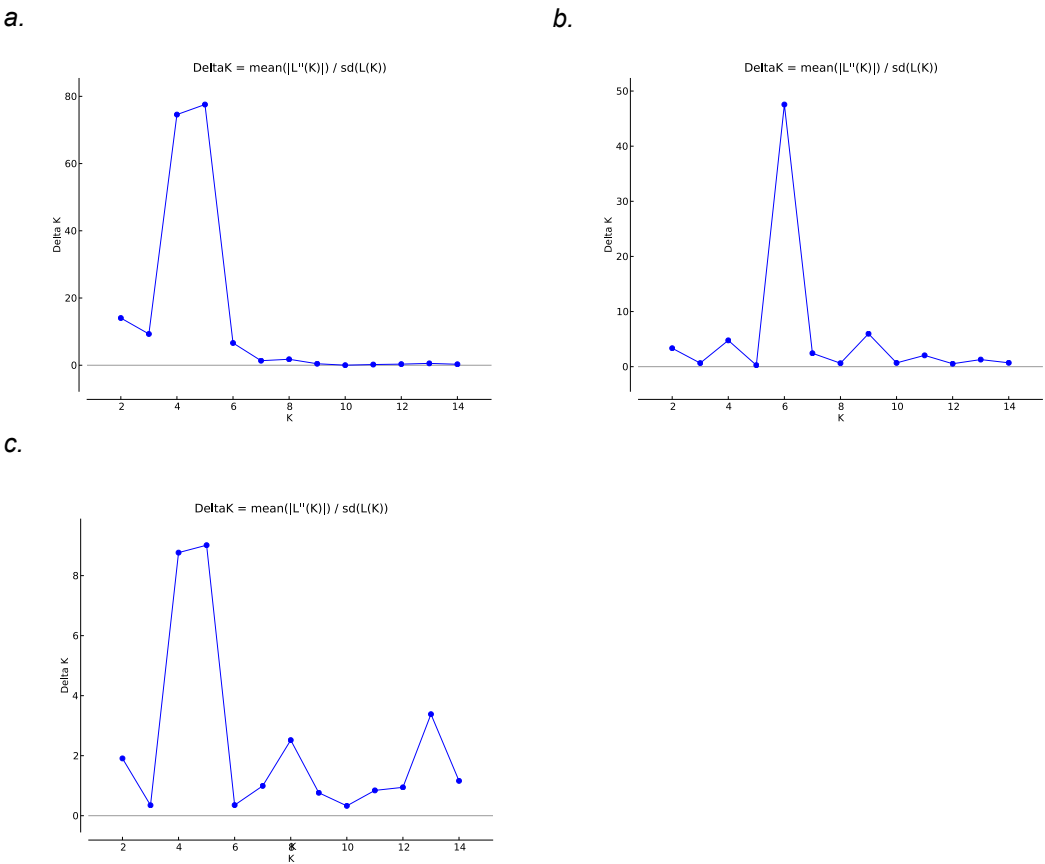 a.
DeltaK = mean(|L"(K)|) / sd(L(K))
80
60
40
20
0
Delta K
2 4 6 8 10 12 14
K
b.
DeltaK = mean(|L"(K)|) / sd(L(K))
50
40
30
20
10
0
Delta K
2 4 6 8 10 12 14
K
c.
DeltaK = mean(|L"(K)|) / sd(L(K))
8
6
4
2
0
Delta K
2 4 6 8 10 12 14
K
K